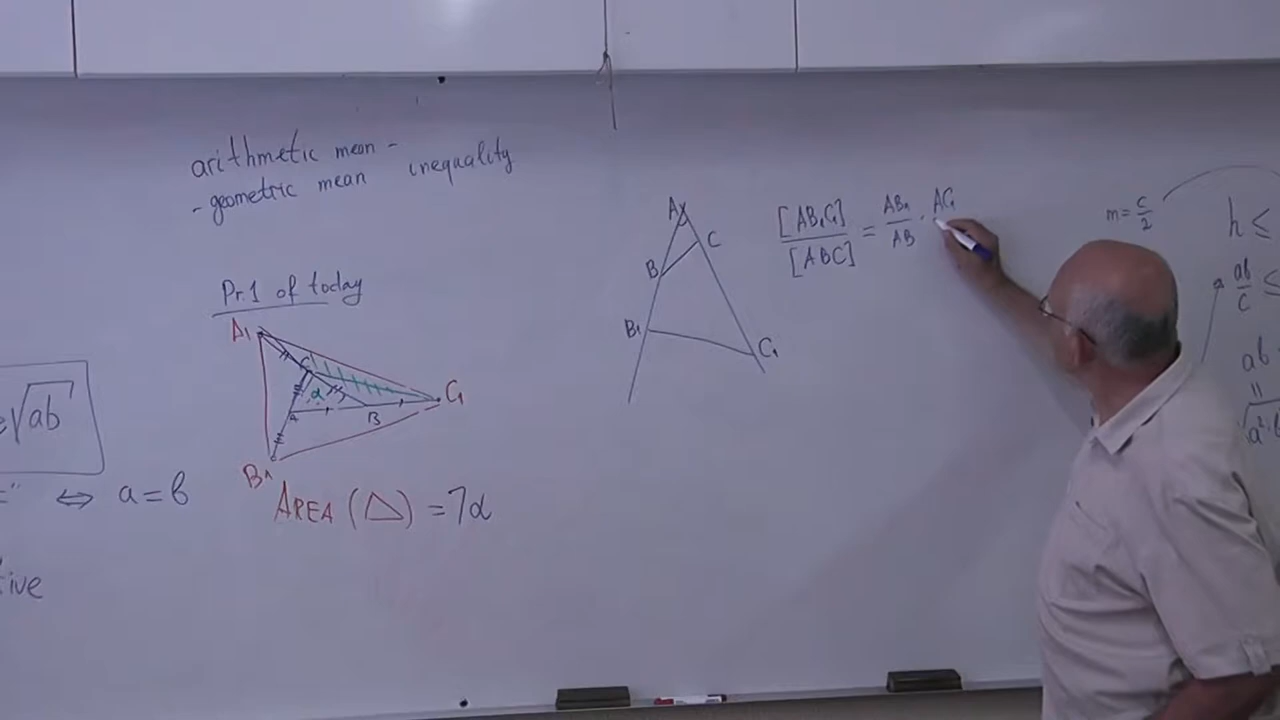 arithmetic mean -
- geometric mean inequality
Pr.1 of today
A1
C
α
A
B
C1
B1
AREA (△) = 7α
√ab
⇔ a = b
A
C
B
B1
C1
[AB1C1] / [ABC] = AB1 / AB · AC1
m = c/2
h ≤
ab/c ≤
ab